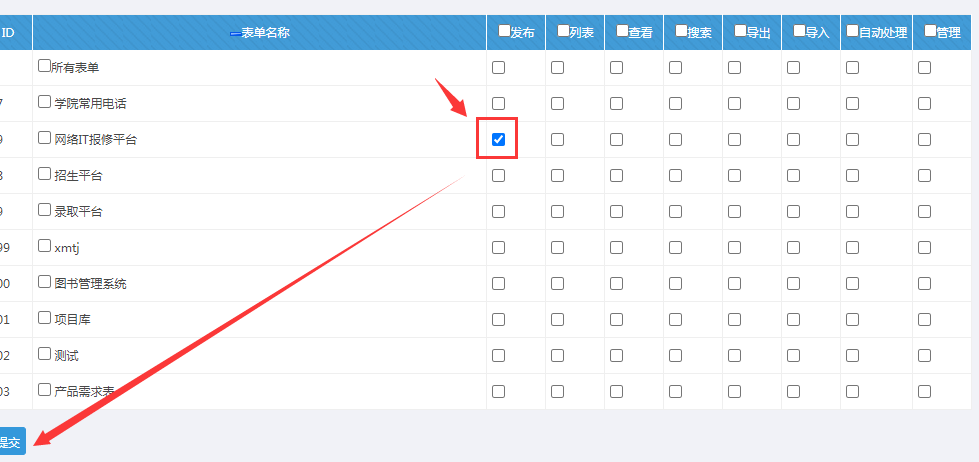 ID 表单名称 发布 列表 查看 搜索 导出 导入 自动处理 管理
所有表单
7 学院常用电话
9 网络IT报修平台
3 招生平台
9 录取平台
99 xmtj
00 图书管理系统
01 项目库
02 测试
03 产品需求表
提交